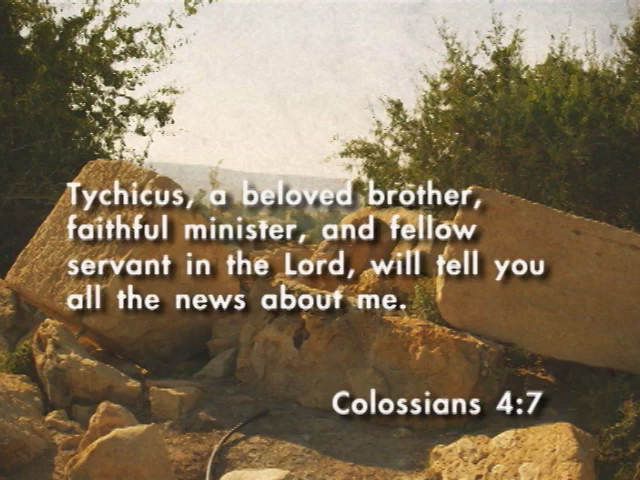 Tychicus, a beloved brother,
faithful minister, and fellow
servant in the Lord, will tell you
all the news about me.
Colossians 4:7